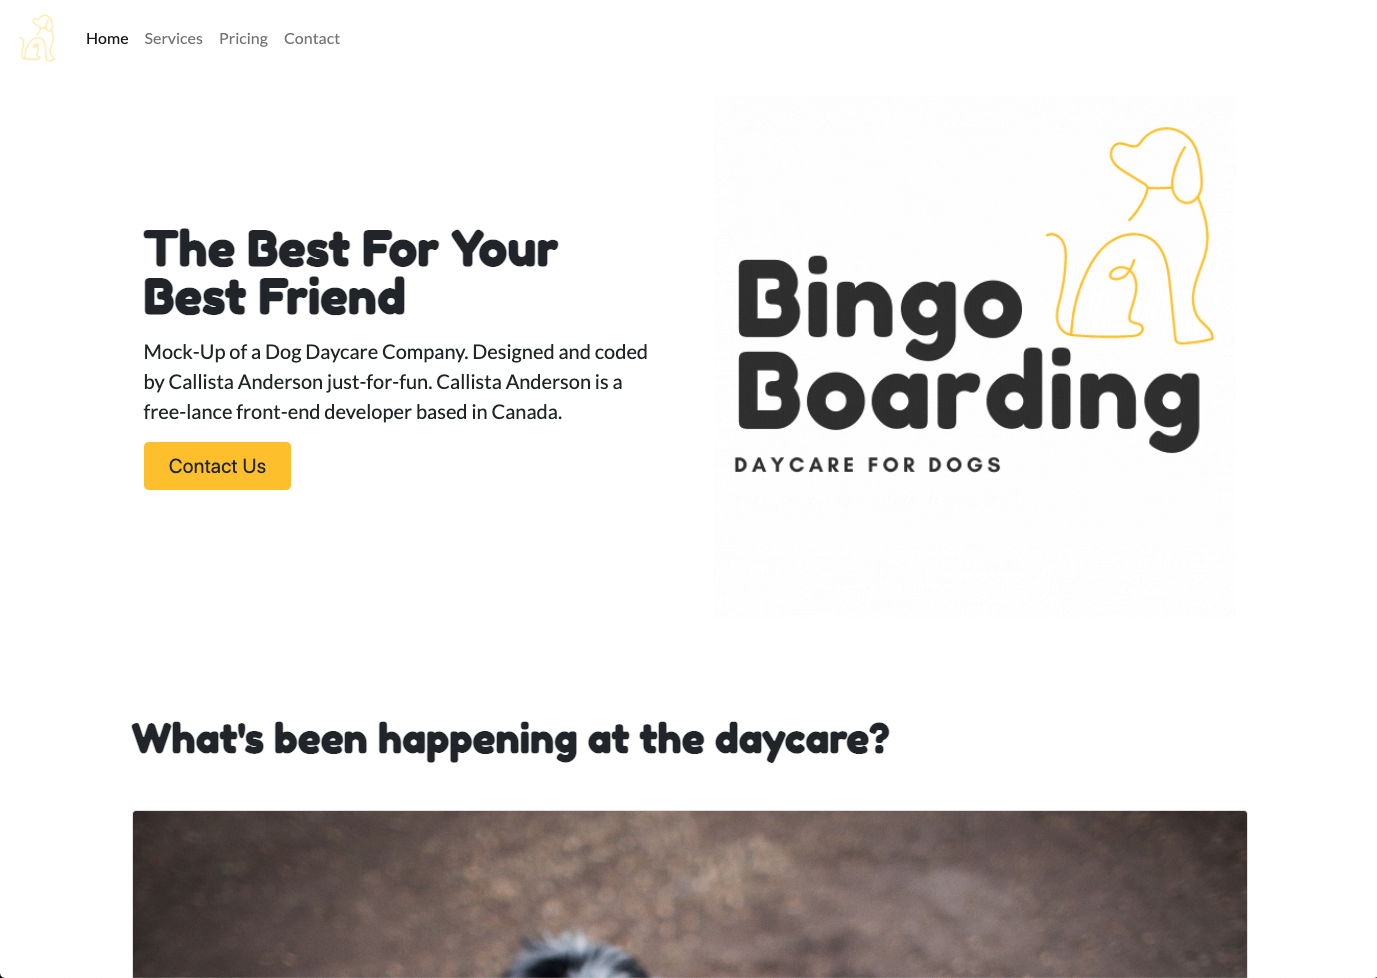 Home Services Pricing Contact
The Best For Your
Best Friend
Mock-Up of a Dog Daycare Company. Designed and coded
by Callista Anderson just-for-fun. Callista Anderson is a
free-lance front-end developer based in Canada.
Contact Us
Bingo
Boarding
DAYCARE FOR DOGS
What's been happening at the daycare?